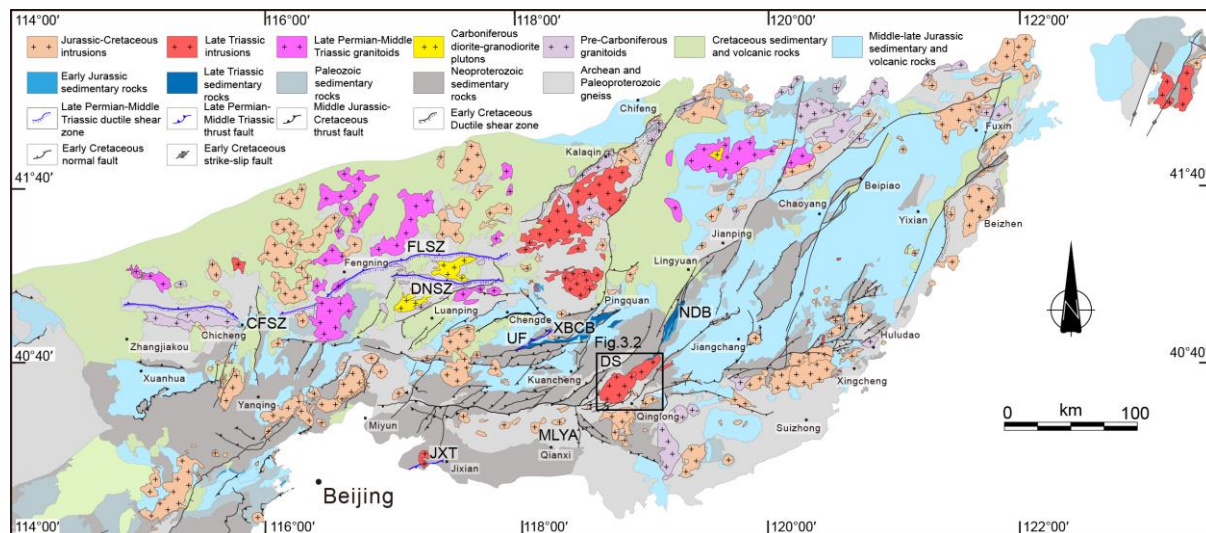 114°00′ 116°00′ 118°00′ 120°00′ 122°00′
Jurassic-Cretaceous
intrusions
Late Triassic
intrusions
Late Permian-Middle
Triassic granitoids
Carboniferous
diorite-granodiorite
plutons
Pre-Carboniferous
granitoids
Cretaceous sedimentary
and volcanic rocks
Middle-late Jurassic
sedimentary and
volcanic rocks
Early Jurassic
sedimentary rocks
Late Triassic
sedimentary rocks
Paleozoic
sedimentary
rocks
Neoproterozoic
sedimentary
rocks
Archean and
Paleoproterozoic
gneiss
Late Permian-Middle
Triassic ductile shear
zone
Late Permian-
Middle Triassic
thrust fault
Middle Jurassic-
Cretaceous
thrust fault
Early Cretaceous
Ductile shear zone
Early Cretaceous
normal fault
Early Cretaceous
strike-slip fault
Chifeng
Fuxin
Kalaqin
41°40′
41°40′
Beipiao
Chaoyang
Yixian
Beizhen
Jianping
FLSZ
Fengning
Lingyuan
DNSZ
Pingquan
Luanping
Chengde
XBCB
NDB
CFSZ
Chicheng
UF
Fig.3.2
Huludao
Zhangjiakou
Jiangchang
40°40′
40°40′
DS
Xuanhua
Kuancheng
Xingcheng
Yanqing
Qinglong
Miyun
Suizhong
MLYA
JXT
Jixian
Qianxi
0 km 100
Beijing
114°00′ 116°00′ 118°00′ 120°00′ 122°00′